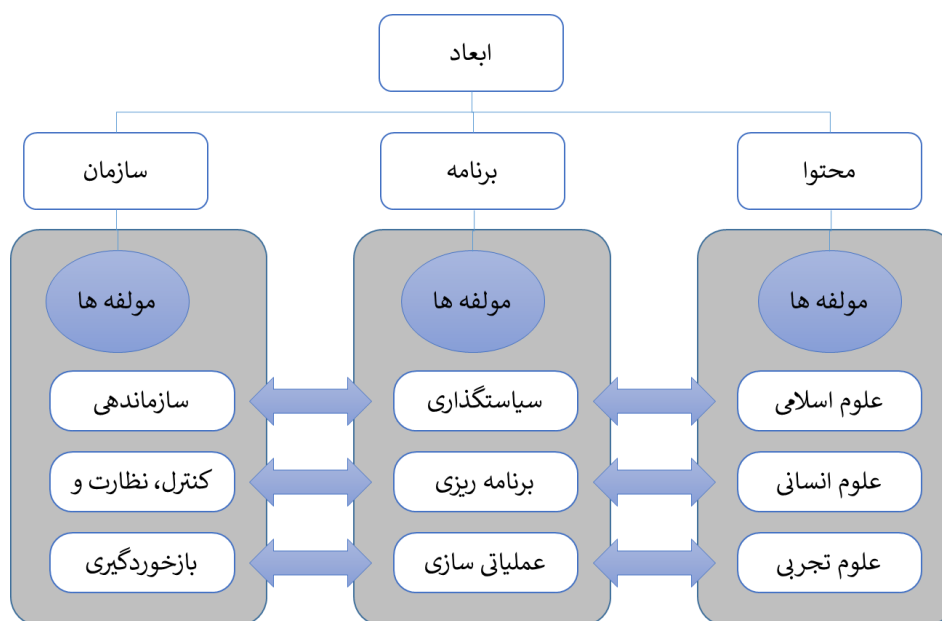 ابعاد
محتوا
برنامه
سازمان
مولفه ها
مولفه ها
مولفه ها
علوم اسلامی
سیاستگذاری
سازماندهی
علوم انسانی
برنامه ریزی
کنترل، نظارت و
علوم تجربی
عملیاتی سازی
بازخوردگیری